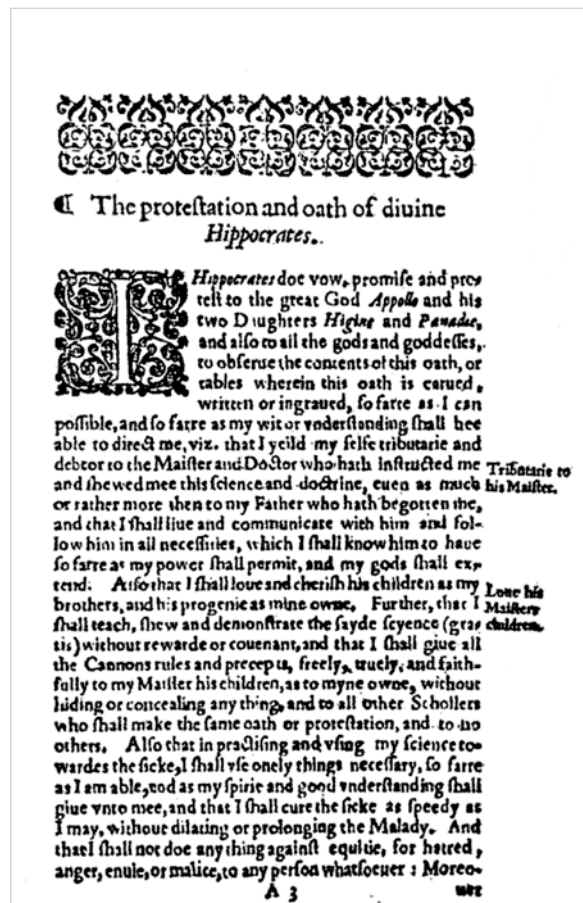 ¶ The protestation and oath of diuine
Hippocrates.
I Hippocrates doe vow, promise and pro-
test to the great God Appollo and his
two Daughters Higine and Panadie,
and also to all the gods and goddesses,
to obserue the contents of this oath, or
tables wherein this oath is carued,
written or ingraued, so farre as I can
possible, and so farre as my wit or vnderstanding shall bee
able to direct me, viz. that I yeild my selfe tributarie and
debtor to the Maister and Doctor who hath instructed me
and shewed mee this science and doctrine, euen as much
or rather more then to my Father who hath begotten me,
and that I shall liue and communicate with him and fol-
low him in all necessities, which I shall know him to haue
so farre as my power shall permit, and my gods shall ex-
tend. Also that I shall loue and cherish his children as my
brothers, and his progenie as mine owne. Further, that I
shall teach, shew and demonstrate the sayde scyence (gra-
tis) without rewarde or couenant, and that I shall giue all
the Cannons rules and precepts, freely, truely, and faith-
fully to my Maister his children, as to myne owne, without
hiding or concealing any thing, and to all other Schollers
who shall make the same oath or protestation, and to no
others. Also that in practising and vsing my science to-
wardes the sicke, I shall vse onely things necessary, so farre
as I am able, and as my spirit and good vnderstanding shall
giue vnto mee, and that I shall cure the sicke as speedy as
I may, without dilating or prolonging the Malady. And
that I shall not doe any thing against equitie, for hatred,
anger, enuie, or malice, to any person whatsoeuer : Moreo-
A 3 uer
Tributarie to
his Maister.
Loue his
Maisters
children.